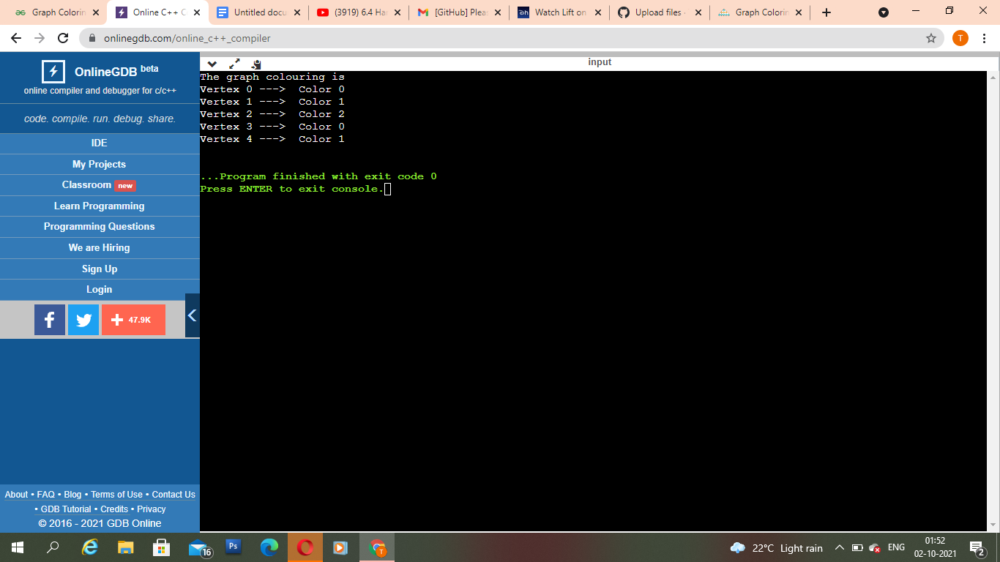 Graph Colorin
Online C++ C
Untitled docu
(3919) 6.4 Ha
[GitHub] Plea
Watch Lift on
Upload files
Graph Colorin
onlinegdb.com/online_c++_compiler
T
OnlineGDB beta
online compiler and debugger for c/c++
code. compile. run. debug. share.
IDE
My Projects
Classroom new
Learn Programming
Programming Questions
We are Hiring
Sign Up
Login
47.9K
About • FAQ • Blog • Terms of Use • Contact Us
• GDB Tutorial • Credits • Privacy
© 2016 - 2021 GDB Online
input
The graph colouring is
Vertex 0 --->  Color 0
Vertex 1 --->  Color 1
Vertex 2 --->  Color 2
Vertex 3 --->  Color 0
Vertex 4 --->  Color 1
...Program finished with exit code 0
Press ENTER to exit console.
16
Ps
T
22°C Light rain
ENG
01:52
02-10-2021
2